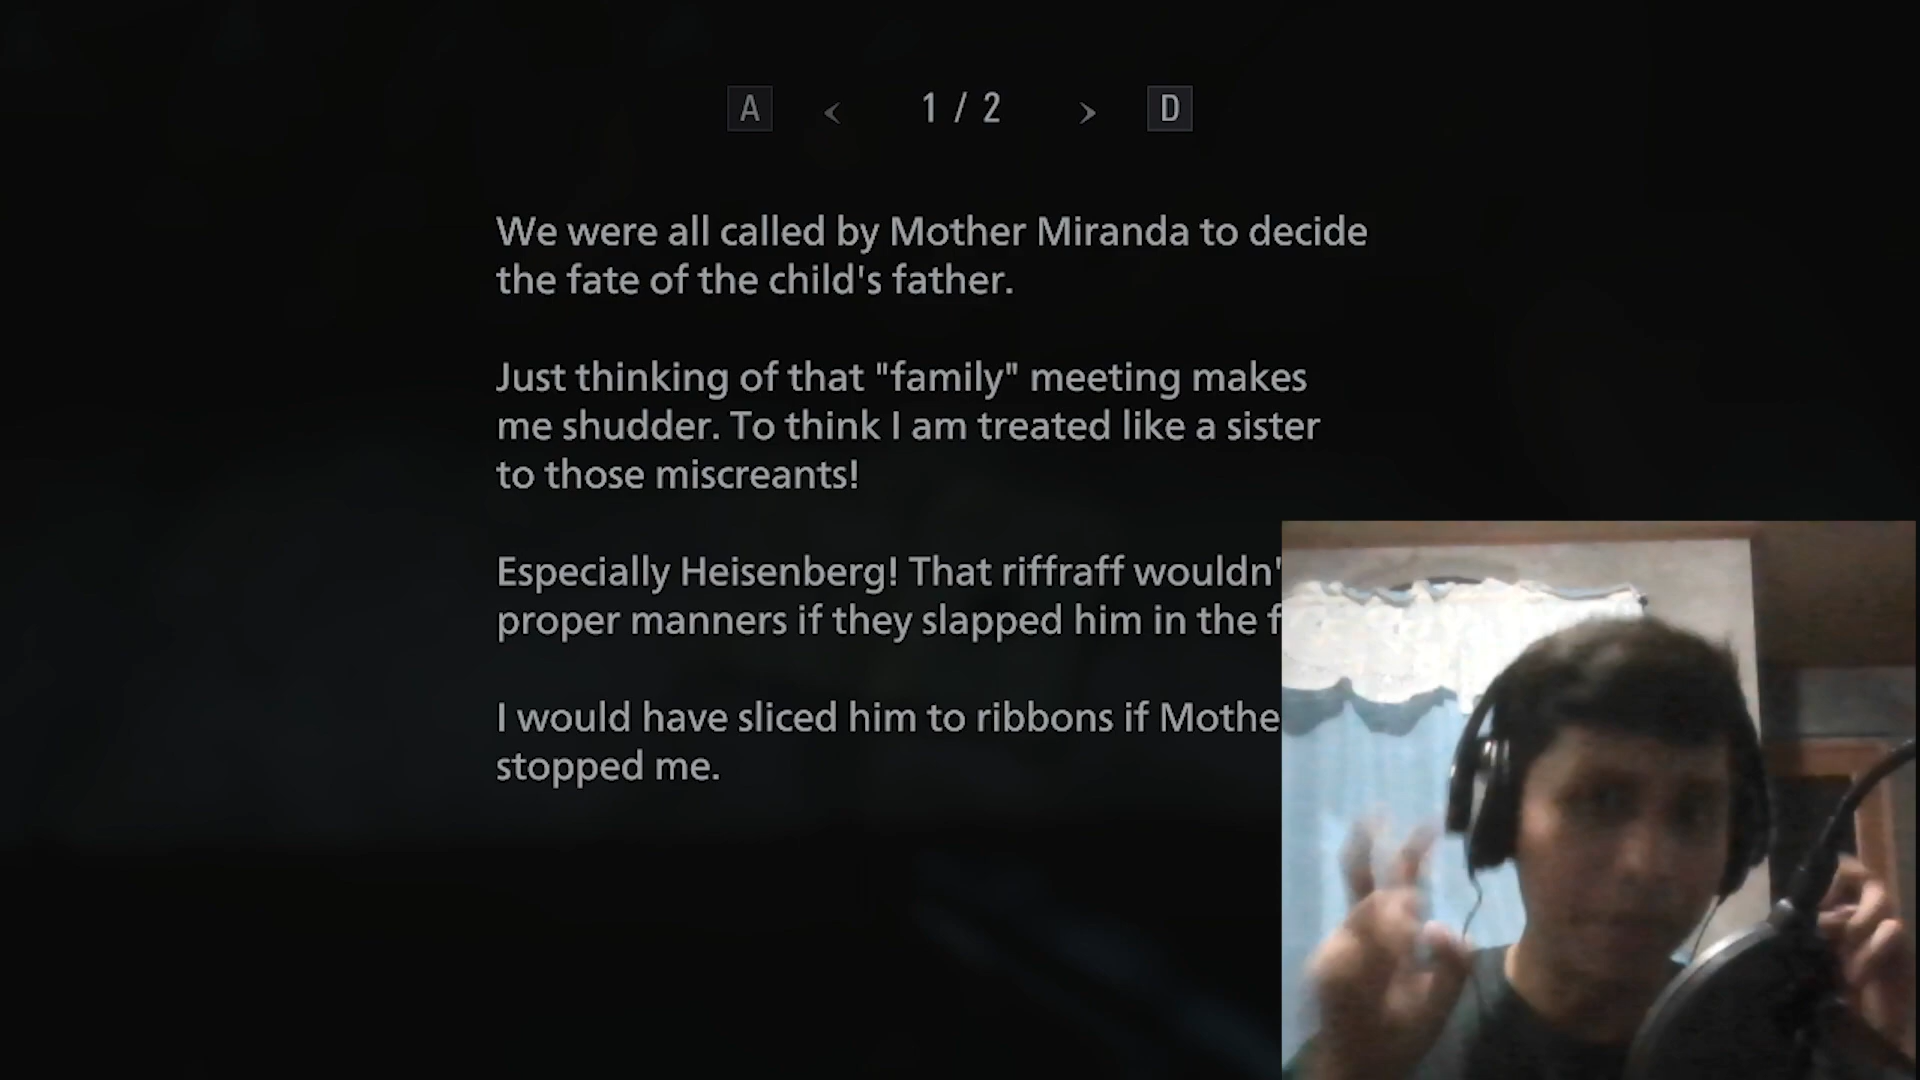 A < 1 / 2 > D
We were all called by Mother Miranda to decide
the fate of the child's father.
Just thinking of that "family" meeting makes
me shudder. To think I am treated like a sister
to those miscreants!
Especially Heisenberg! That riffraff wouldn'
proper manners if they slapped him in the f
I would have sliced him to ribbons if Mothe
stopped me.